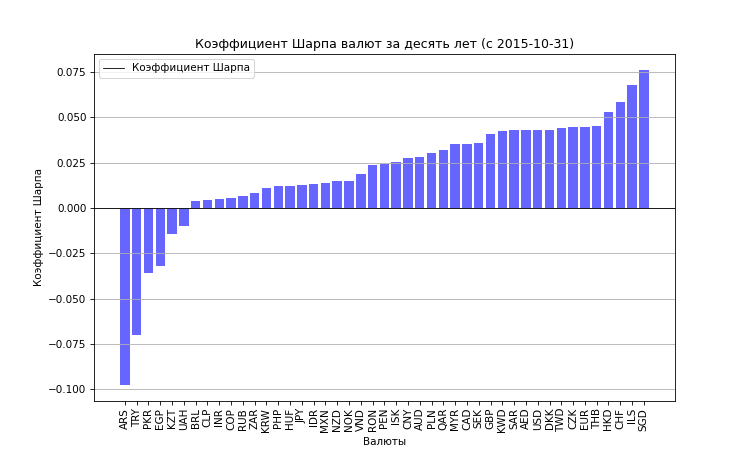 Коэффициент Шарпа валют за десять лет (с 2015-10-31)
Коэффициент Шарпа
Коэффициент Шарпа
0.075
0.050
0.025
0.000
−0.025
−0.050
−0.075
−0.100
ARS TRY PKR EGP KZT UAH BRL CLP INR COP RUB ZAR KRW PHP HUF JPY IDR MXN NZD NOK VND RON PEN ISK CNY AUD PLN QAR MYR CAD SEK GBP KWD SAR AED USD DKK TWD CZK EUR THB HKD CHF ILS SGD
Валюты